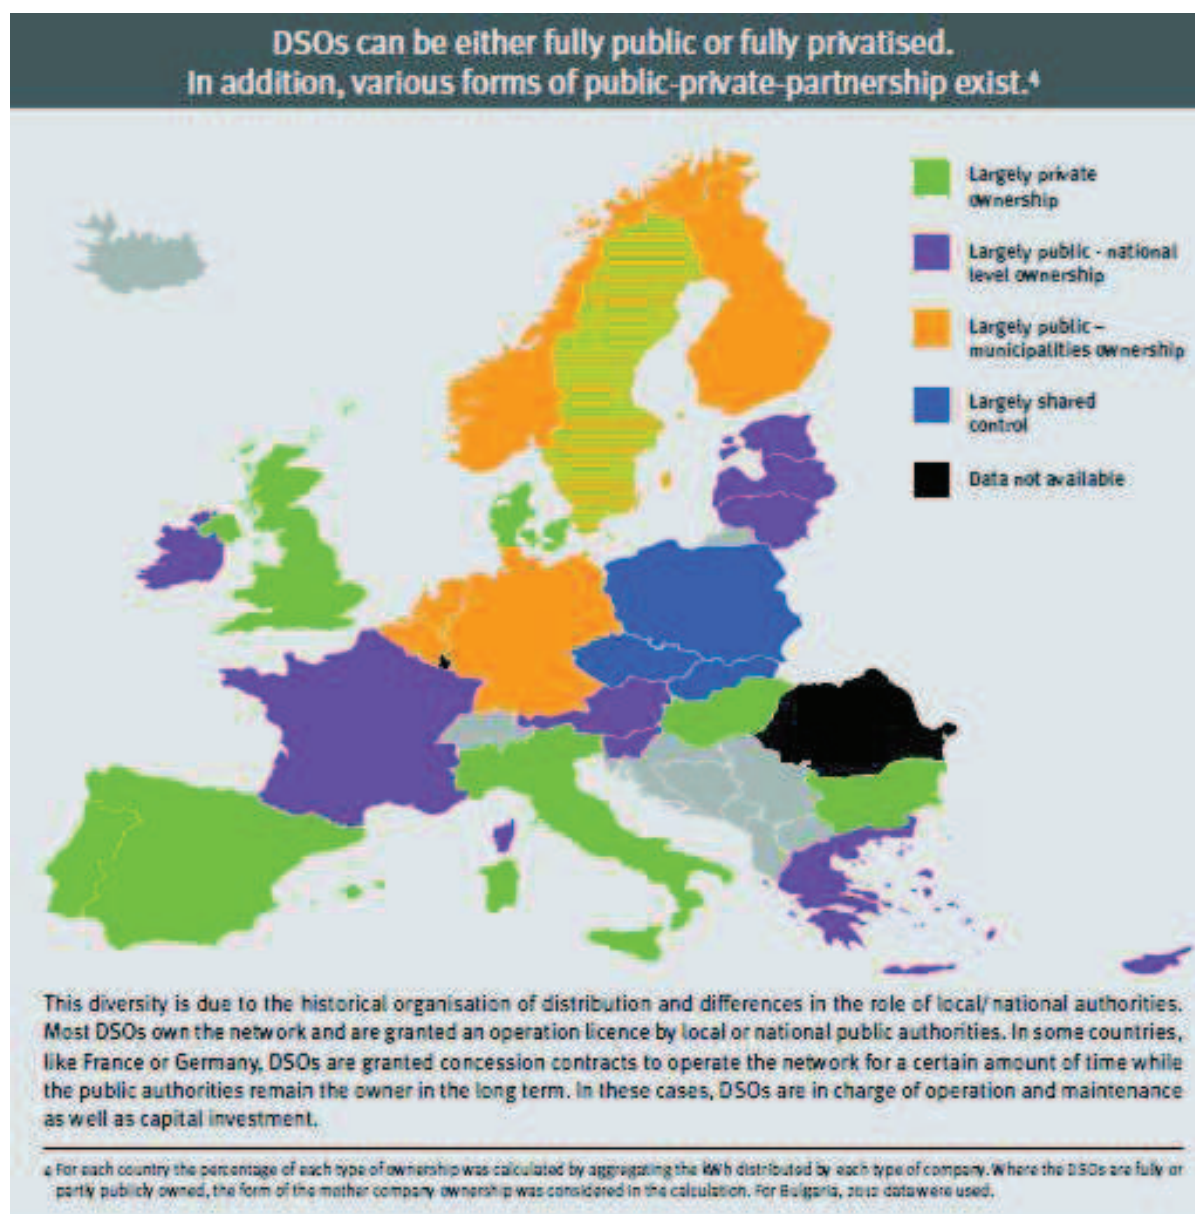 DSOs can be either fully public or fully privatised.
In addition, various forms of public-private-partnership exist.⁴
Largely private
ownership
Largely public - national
level ownership
Largely public –
municipalities ownership
Largely shared
control
Data not available
This diversity is due to the historical organisation of distribution and differences in the role of local/national authorities.
Most DSOs own the network and are granted an operation licence by local or national public authorities. In some countries,
like France or Germany, DSOs are granted concession contracts to operate the network for a certain amount of time while
the public authorities remain the owner in the long term. In these cases, DSOs are in charge of operation and maintenance
as well as capital investment.
4 For each country the percentage of each type of ownership was calculated by aggregating the kWh distributed by each type of company. Where the DSOs are fully or
partly publicly owned, the form of the mother company ownership was considered in the calculation. For Bulgaria, 2012 data were used.